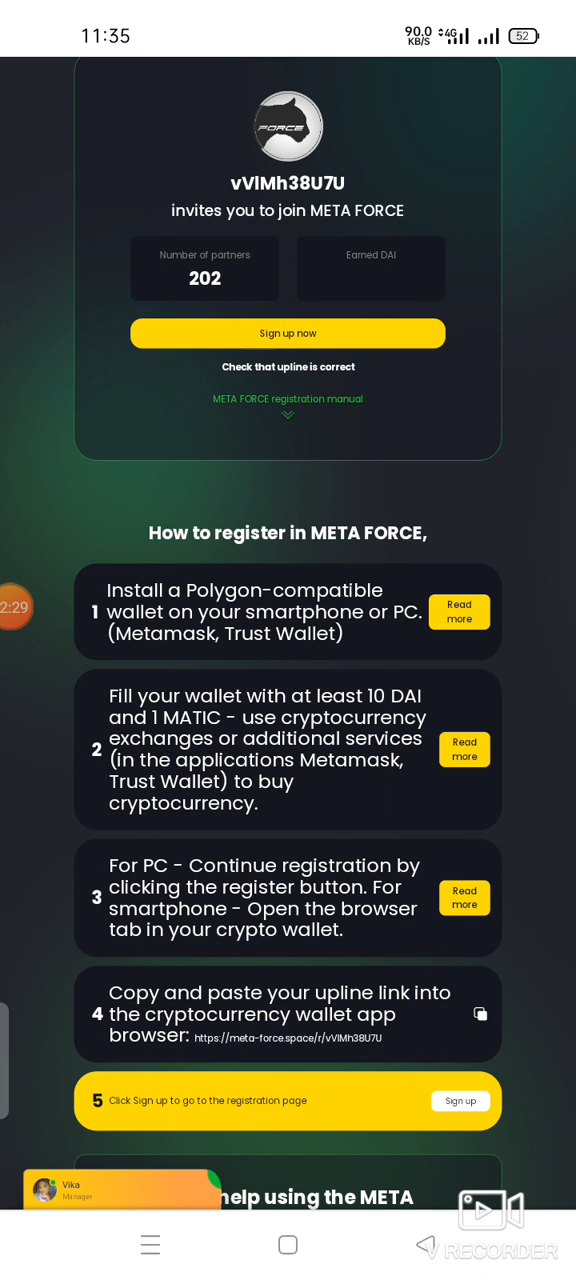 11:35
90.0
KB/S
4G
52
FORCE
vVlMh38U7U
invites you to join META FORCE
Number of partners
Earned DAI
202
Sign up now
Check that upline is correct
META FORCE registration manual
How to register in META FORCE,
1
Install a Polygon-compatible
wallet on your smartphone or PC.
(Metamask, Trust Wallet)
Read
more
2:29
2
Fill your wallet with at least 10 DAI
and 1 MATIC - use cryptocurrency
exchanges or additional services
(in the applications Metamask,
Trust Wallet) to buy
cryptocurrency.
Read
more
3
For PC - Continue registration by
clicking the register button. For
smartphone - Open the browser
tab in your crypto wallet.
Read
more
4
Copy and paste your upline link into
the cryptocurrency wallet app
browser: https://meta-force.space/r/vVlMh38U7U
5 Click Sign up to go to the registration page
Sign up
Vika
Manager
help using the META
V RECORDER